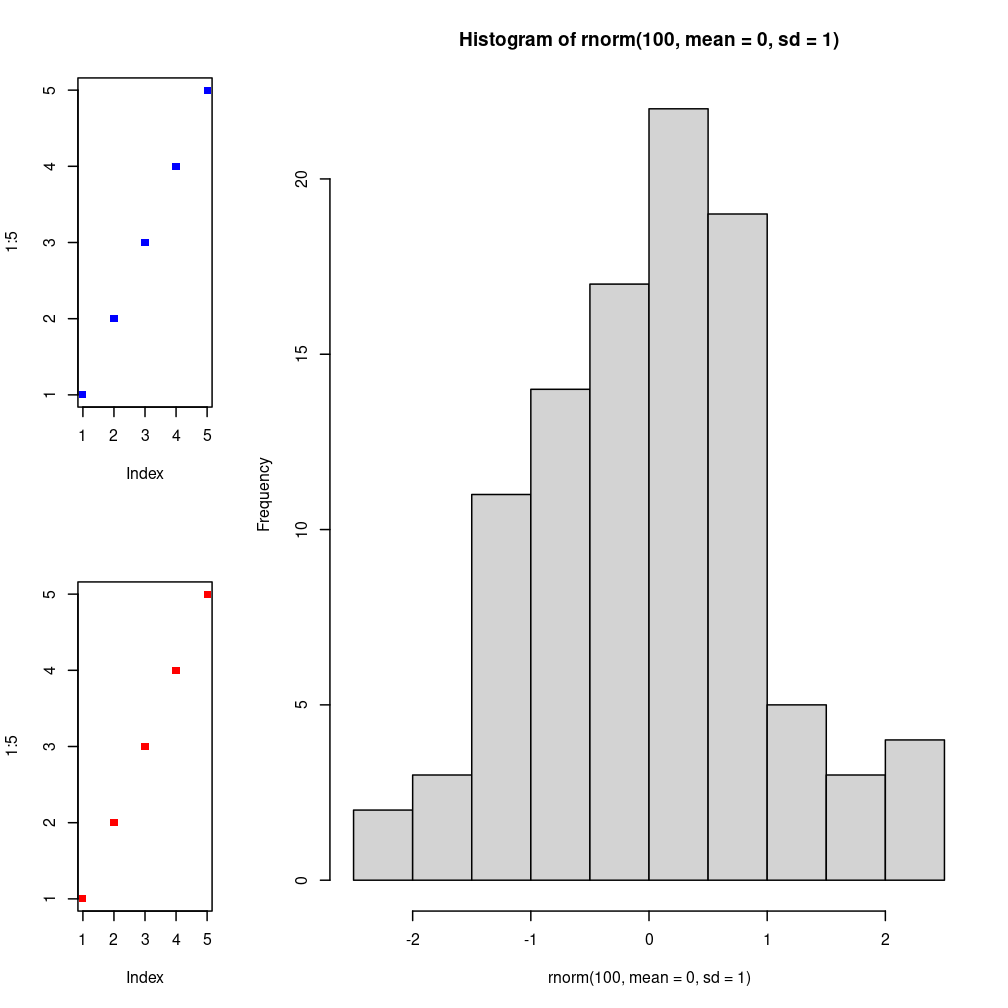 Histogram of rnorm(100, mean = 0, sd = 1)
5
4
3
2
1
1:5
1 2 3 4 5
Index
5
4
3
2
1
1:5
1 2 3 4 5
Index
20
15
10
5
0
Frequency
-2 -1 0 1 2
rnorm(100, mean = 0, sd = 1)